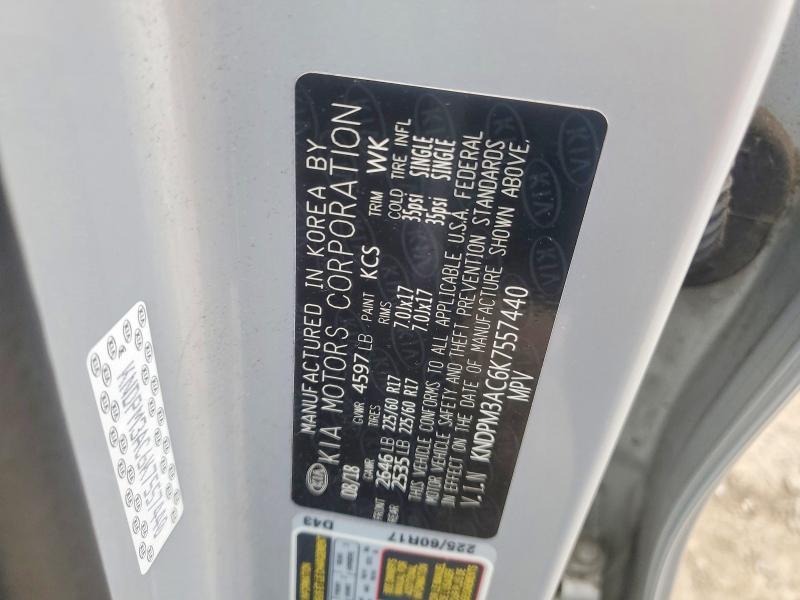 KIA
MANUFACTURED IN KOREA BY
KIA MOTORS CORPORATION
08/18 GVWR 4597 LB PAINT KCS TRIM WK
GAWR TIRES RIMS COLD TIRE INFL
FRONT 2646 LB 225/60 R17 7.0Jx17 35psi SINGLE
REAR 2535 LB 225/60 R17 7.0Jx17 35psi SINGLE
THIS VEHICLE CONFORMS TO ALL APPLICABLE U.S.A. FEDERAL
MOTOR VEHICLE SAFETY AND THEFT PREVENTION STANDARDS
IN EFFECT ON THE DATE OF MANUFACTURE SHOWN ABOVE.
V.I.N KNDPM3AC6K7557440
MPV
KNDPM3AC6K7557440
D43
225/60R17